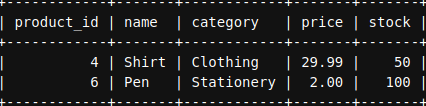 +------------+-------+------------+-------+-------+
| product_id | name  | category   | price | stock |
+------------+-------+------------+-------+-------+
|          4 | Shirt | Clothing   | 29.99 |    50 |
|          6 | Pen   | Stationery |  2.00 |   100 |
+------------+-------+------------+-------+-------+